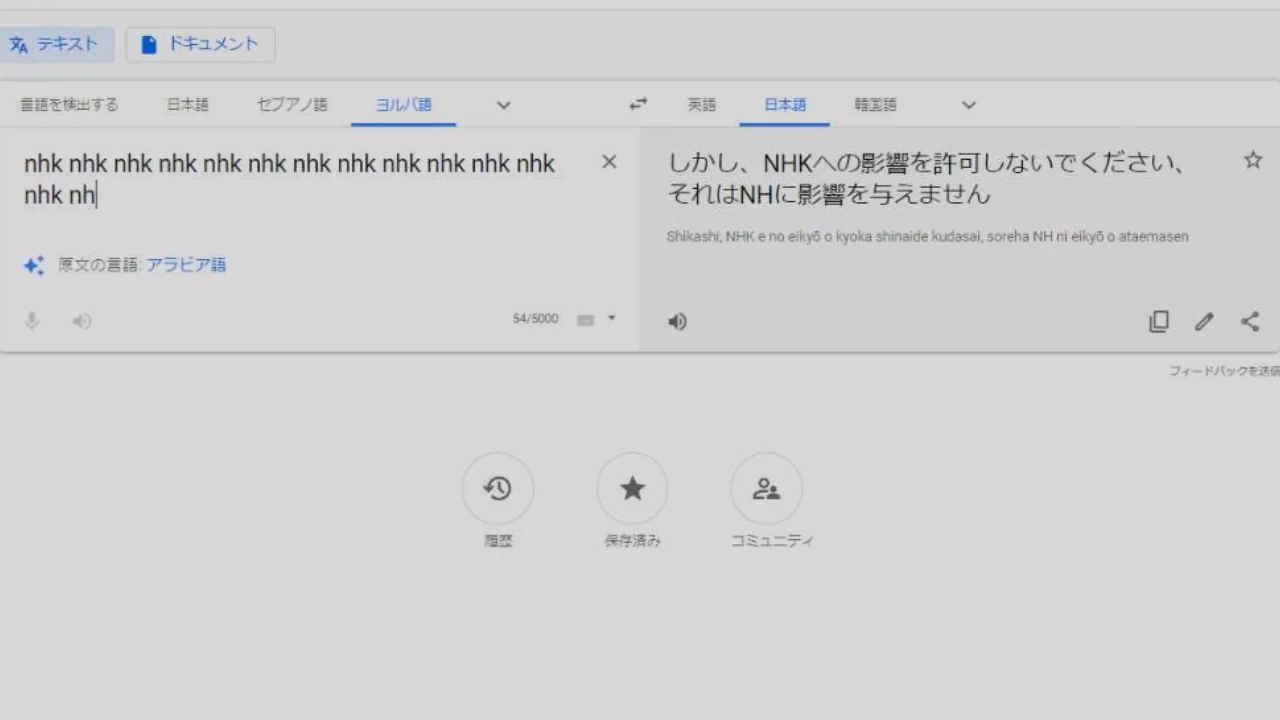 テキスト
ドキュメント
言語を検出する 日本語 セブアノ語 ヨルバ語
英語 日本語 韓国語
nhk nhk nhk nhk nhk nhk nhk nhk nhk nhk nhk nhk
nhk nh
原文の言語: アラビア語
54/5000
しかし、NHKへの影響を許可しないでください、
それはNHに影響を与えません
Shikashi, NHK e no eikyō o kyoka shinaide kudasai, soreha NH ni eikyō o ataemasen
フィードバックを送信
履歴
保存済み
コミュニティ